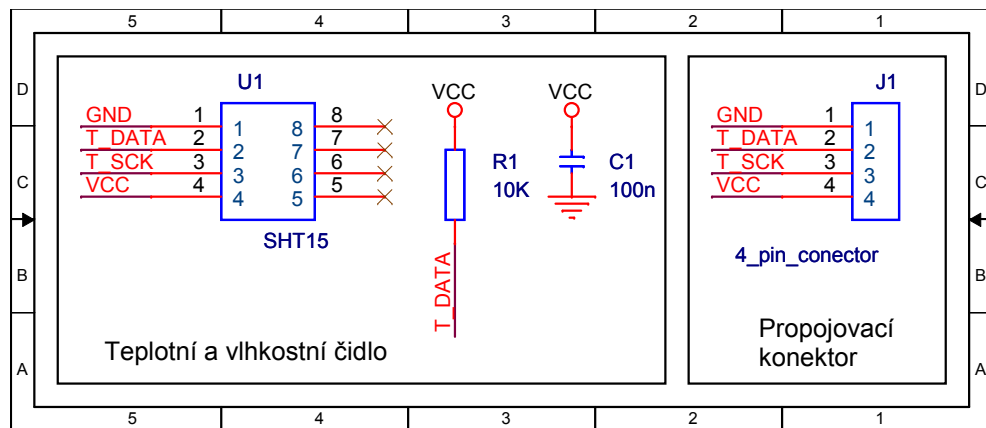 5 4 3 2 1
D D
U1 VCC VCC J1
GND 1 1 8 8
T_DATA 2 2 7 7
T_SCK 3 3 6 6
VCC 4 4 5 5
SHT15
R1
10K
C1
100n
T_DATA
GND 1 1
T_DATA 2 2
T_SCK 3 3
VCC 4 4
4_pin_conector
C C
B B
Teplotní a vlhkostní čidlo
Propojovací
konektor
A A
5 4 3 2 1